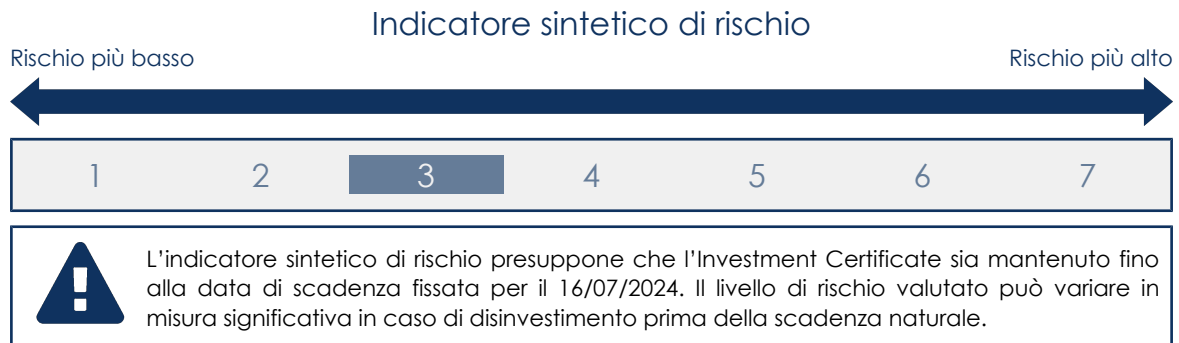 Indicatore sintetico di rischio
Rischio più basso
Rischio più alto
1 2 3 4 5 6 7
L'indicatore sintetico di rischio presuppone che l'Investment Certificate sia mantenuto fino
alla data di scadenza fissata per il 16/07/2024. Il livello di rischio valutato può variare in
misura significativa in caso di disinvestimento prima della scadenza naturale.